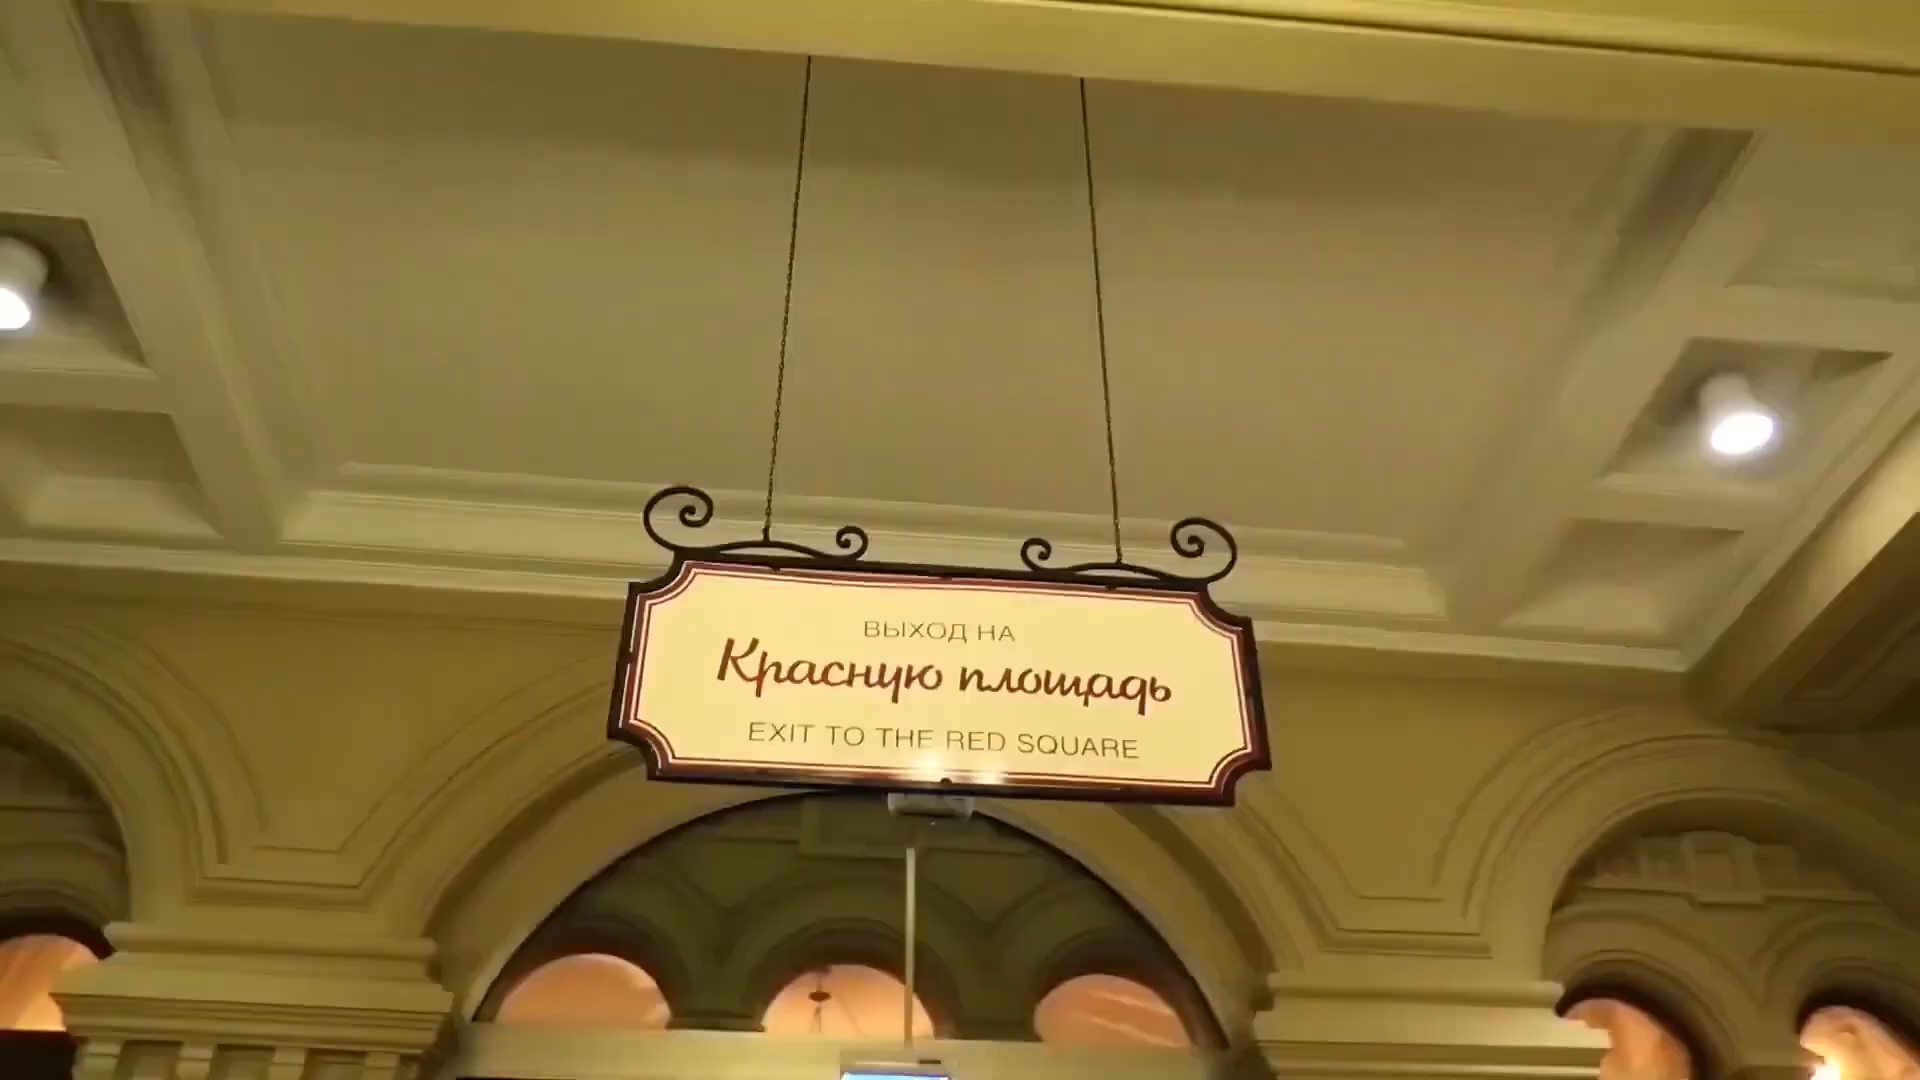 ВЫХОД НА
Красную площадь
EXIT TO THE RED SQUARE